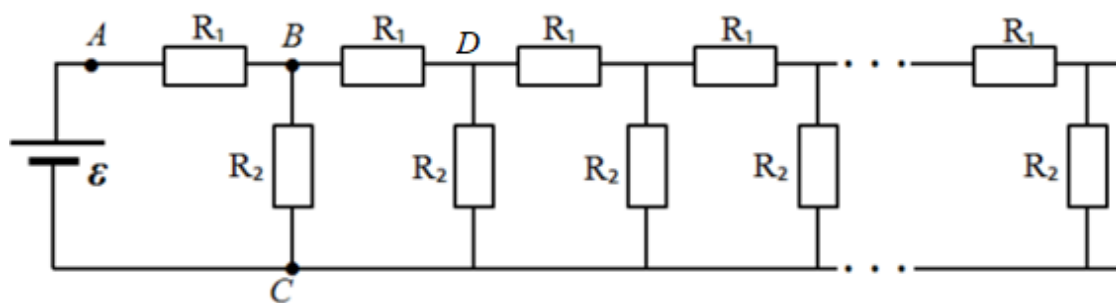 A R₁ B R₁ D R₁ R₁ . . . R₁
ε R₂ R₂ R₂ R₂ . . . R₂
C